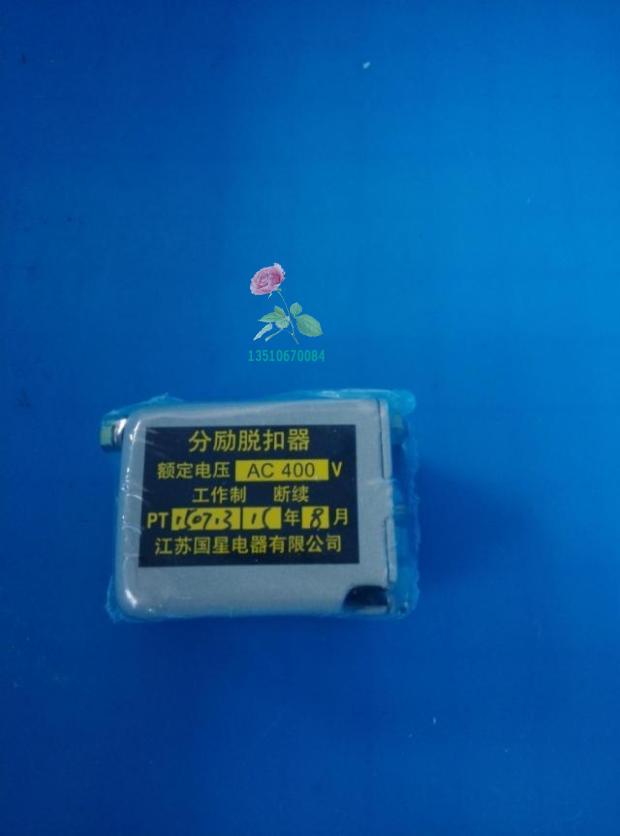 13510670084
分励脱扣器
额定电压 AC 400 V
工作制 断续
PT 年 8 月
江苏国星电器有限公司